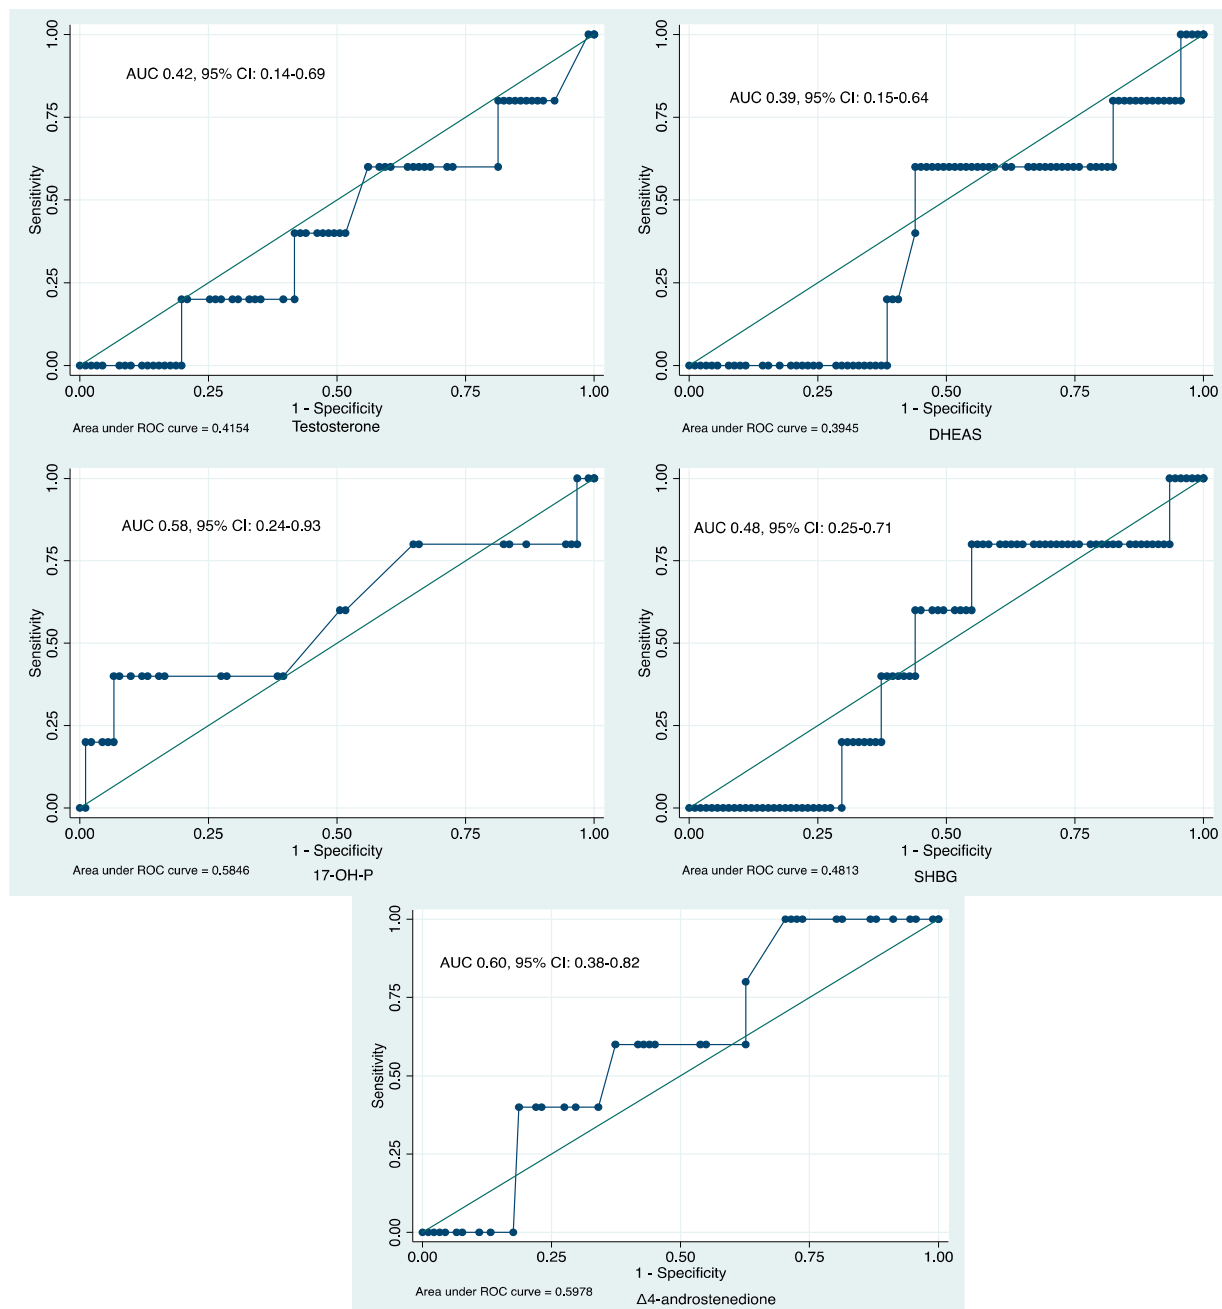 AUC 0.42, 95% CI: 0.14-0.69
Sensitivity
1.00
0.75
0.50
0.25
0.00
0.00 0.25 0.50 0.75 1.00
1 - Specificity
Testosterone
Area under ROC curve = 0.4154
AUC 0.39, 95% CI: 0.15-0.64
Sensitivity
1.00
0.75
0.50
0.25
0.00
0.00 0.25 0.50 0.75 1.00
1 - Specificity
Area under ROC curve = 0.3945
DHEAS
AUC 0.58, 95% CI: 0.24-0.93
Sensitivity
1.00
0.75
0.50
0.25
0.00
0.00 0.25 0.50 0.75 1.00
1 - Specificity
Area under ROC curve = 0.5846
17-OH-P
AUC 0.48, 95% CI: 0.25-0.71
Sensitivity
1.00
0.75
0.50
0.25
0.00
0.00 0.25 0.50 0.75 1.00
1 - Specificity
Area under ROC curve = 0.4813
SHBG
AUC 0.60, 95% CI: 0.38-0.82
Sensitivity
1.00
0.75
0.50
0.25
0.00
0.00 0.25 0.50 0.75 1.00
1 - Specificity
Area under ROC curve = 0.5978
Δ4-androstenedione